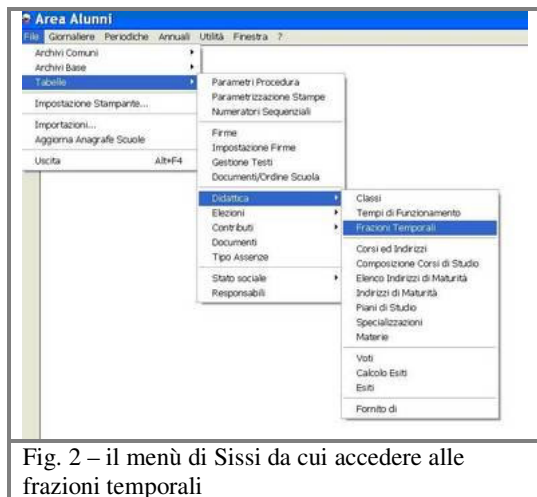 Area Alunni
File Giornaliere Periodiche Annuali Utilità Finestra ?
Archivi Comuni
Archivi Base
Tabelle
Impostazione Stampante...
Importazioni...
Aggiorna Anagrafe Scuole
Uscita Alt+F4
Parametri Procedura
Parametrizzazione Stampe
Numeratori Sequenziali
Firme
Impostazione Firme
Gestione Testi
Documenti/Ordine Scuola
Didattica
Elezioni
Contributi
Documenti
Tipo Assenze
Stato sociale
Responsabili
Classi
Tempi di Funzionamento
Frazioni Temporali
Corsi ed Indirizzi
Composizione Corsi di Studio
Elenco Indirizzi di Maturità
Indirizzi di Maturità
Piani di Studio
Specializzazioni
Materie
Voti
Calcolo Esiti
Esiti
Fornito di
Fig. 2 – il menù di Sissi da cui accedere alle
frazioni temporali